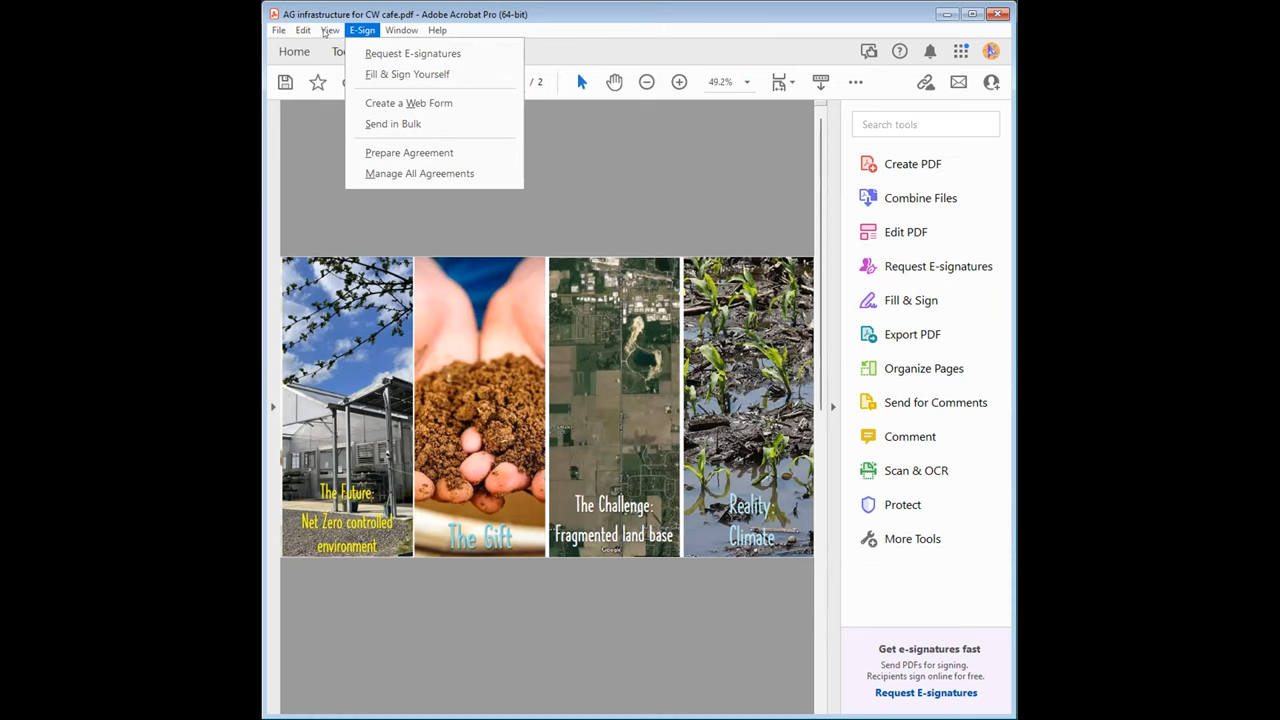 AG infrastructure for CW cafe.pdf - Adobe Acrobat Pro (64-bit)
File Edit View E-Sign Window Help
Home
Request E-signatures
Fill & Sign Yourself
Create a Web Form
Send in Bulk
Prepare Agreement
Manage All Agreements
/ 2
49.2%
The Future:
Net Zero controlled
environment
The Gift
The Challenge:
Fragmented land base
Google
Reality:
Climate
Search tools
Create PDF
Combine Files
Edit PDF
Request E-signatures
Fill & Sign
Export PDF
Organize Pages
Send for Comments
Comment
Scan & OCR
Protect
More Tools
Get e-signatures fast
Send PDFs for signing.
Recipients sign online for free.
Request E-signatures